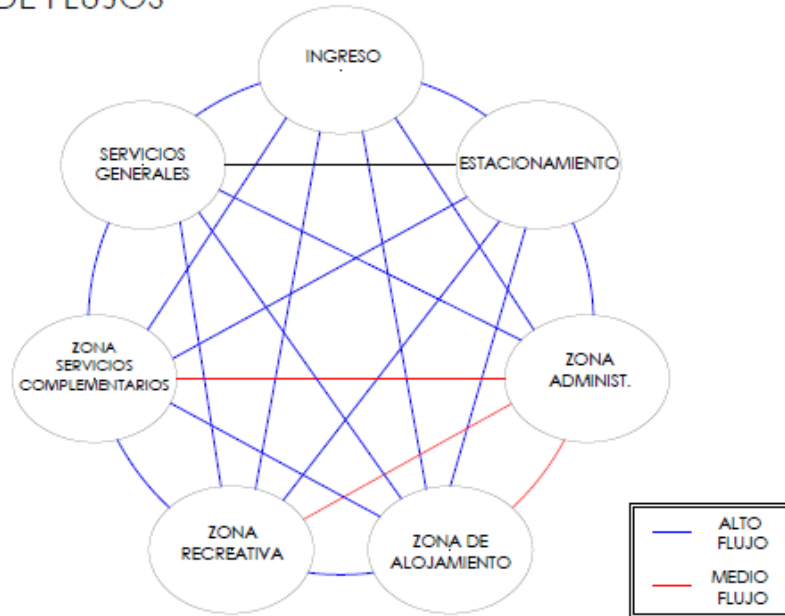 DE FLUJOS
INGRESO
SERVICIOS
GENERALES
ESTACIONAMIENTO
ZONA
SERVICIOS
COMPLEMENTARIOS
ZONA
ADMINIST.
ZONA
RECREATIVA
ZONA DE
ALOJAMIENTO
ALTO
FLUJO
MEDIO
FLUJO